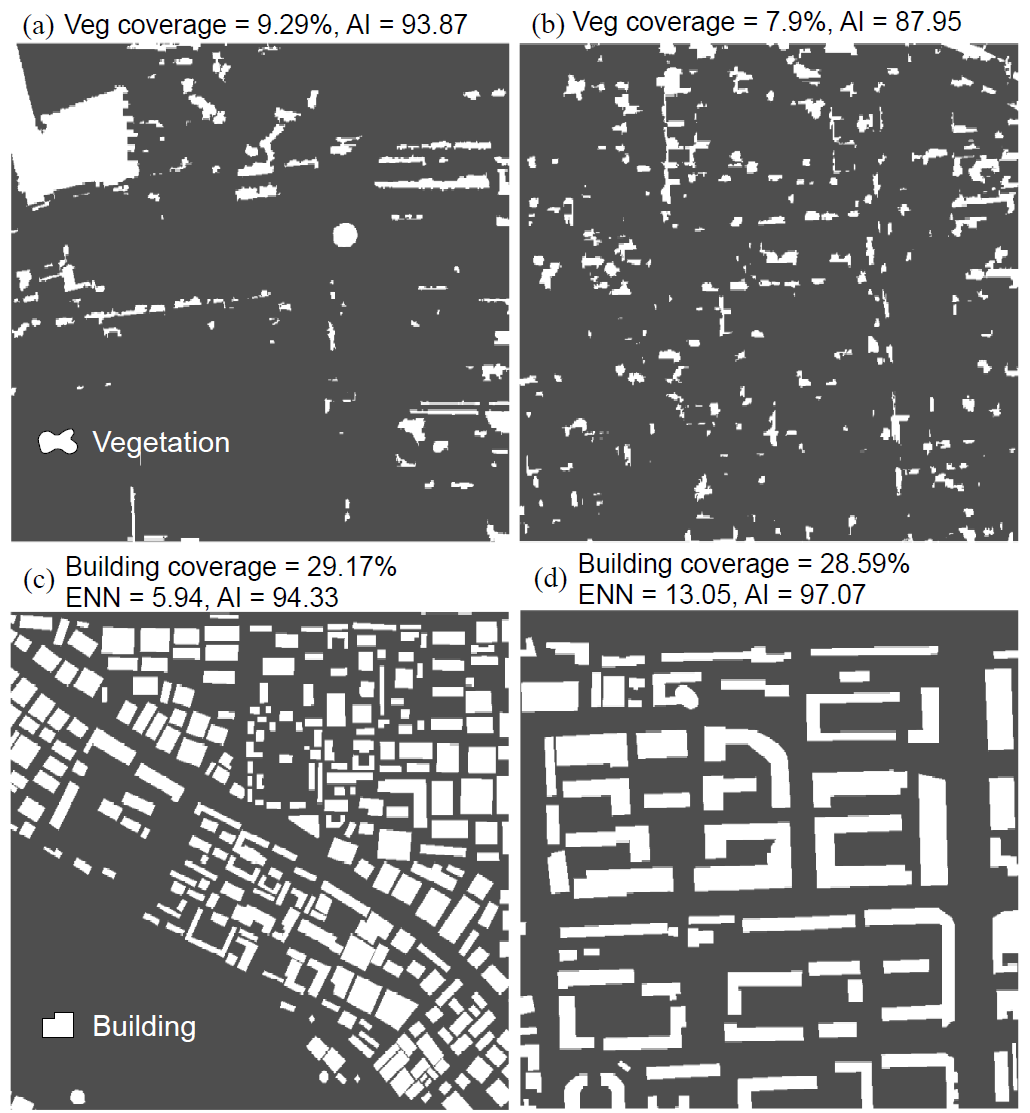 (a) Veg coverage = 9.29%, AI = 93.87
(b) Veg coverage = 7.9%, AI = 87.95
Vegetation
(c) Building coverage = 29.17%
ENN = 5.94, AI = 94.33
(d) Building coverage = 28.59%
ENN = 13.05, AI = 97.07
Building